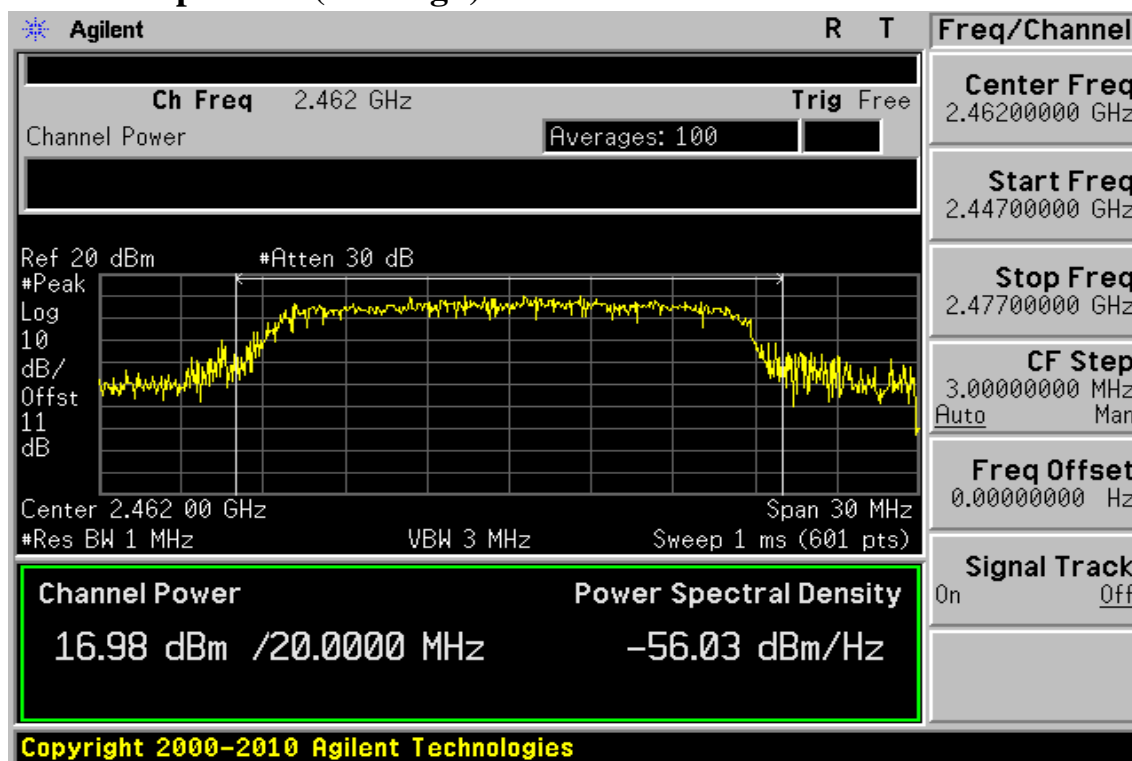 Agilent R T
Freq/Channel
Ch Freq 2.462 GHz Trig Free
Channel Power Averages: 100
Center Freq
2.46200000 GHz
Start Freq
2.44700000 GHz
Stop Freq
2.47700000 GHz
CF Step
3.00000000 MHz
Auto Man
Freq Offset
0.00000000 Hz
Signal Track
On Off
Ref 20 dBm #Atten 30 dB
#Peak
Log
10
dB/
Offst
11
dB
Center 2.462 00 GHz Span 30 MHz
#Res BW 1 MHz VBW 3 MHz Sweep 1 ms (601 pts)
Channel Power Power Spectral Density
16.98 dBm /20.0000 MHz -56.03 dBm/Hz
Copyright 2000-2010 Agilent Technologies